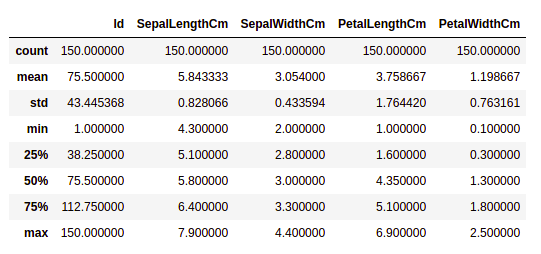 Id SepalLengthCm SepalWidthCm PetalLengthCm PetalWidthCm
count 150.000000 150.000000 150.000000 150.000000 150.000000
mean 75.500000 5.843333 3.054000 3.758667 1.198667
std 43.445368 0.828066 0.433594 1.764420 0.763161
min 1.000000 4.300000 2.000000 1.000000 0.100000
25% 38.250000 5.100000 2.800000 1.600000 0.300000
50% 75.500000 5.800000 3.000000 4.350000 1.300000
75% 112.750000 6.400000 3.300000 5.100000 1.800000
max 150.000000 7.900000 4.400000 6.900000 2.500000